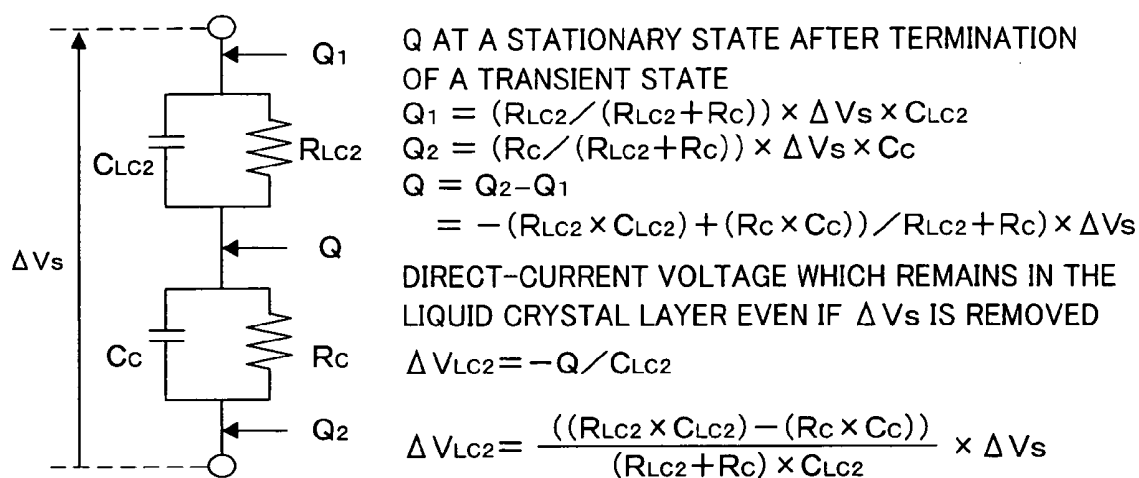 Q1
CLC2
RLC2
ΔVs
Q
Cc
Rc
Q2
Q AT A STATIONARY STATE AFTER TERMINATION
OF A TRANSIENT STATE
Q1 = (RLC2/(RLC2+Rc)) × ΔVs × CLC2
Q2 = (Rc/(RLC2+Rc)) × ΔVs × Cc
Q = Q2-Q1
= -(RLC2 × CLC2) + (Rc × Cc))/RLC2+Rc) × ΔVs
DIRECT-CURRENT VOLTAGE WHICH REMAINS IN THE
LIQUID CRYSTAL LAYER EVEN IF ΔVs IS REMOVED
ΔVLC2=-Q/CLC2
ΔVLC2= ((RLC2 × CLC2)-(Rc × Cc)) / (RLC2+Rc) × CLC2 × ΔVs